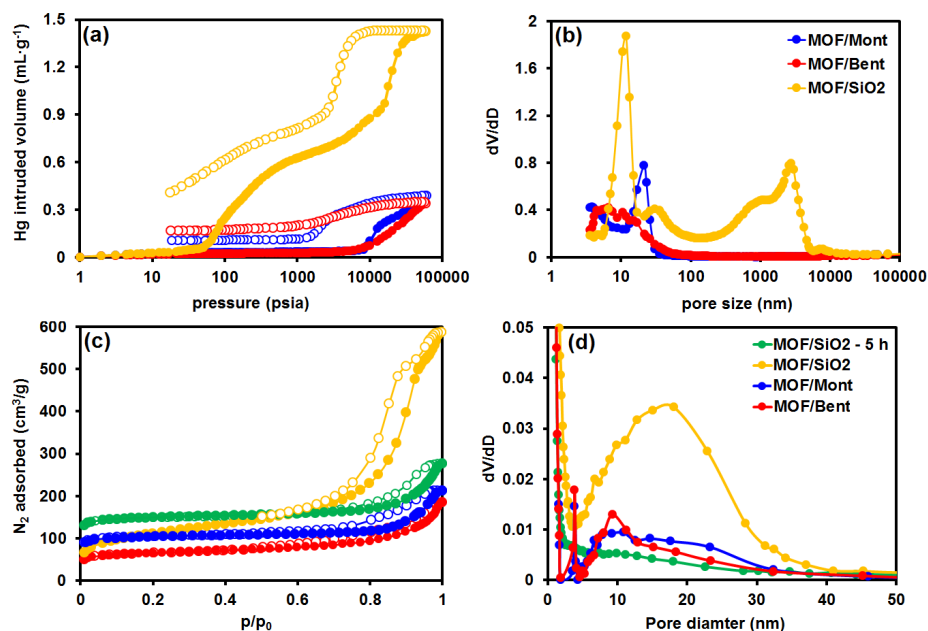 (a)
Hg intruded volume (mL·g⁻¹)
1.5
1.2
0.9
0.6
0.3
0
1 10 100 1000 10000 100000
pressure (psia)
(b)
MOF/Mont
MOF/Bent
MOF/SiO2
dV/dD
2
1.6
1.2
0.8
0.4
0
1 10 100 1000 10000 100000
pore size (nm)
(c)
N₂ adsorbed (cm³/g)
600
500
400
300
200
100
0
0 0.2 0.4 0.6 0.8 1
p/p₀
(d)
MOF/SiO2 - 5 h
MOF/SiO2
MOF/Mont
MOF/Bent
dV/dD
0.05
0.04
0.03
0.02
0.01
0
0 10 20 30 40 50
Pore diamter (nm)